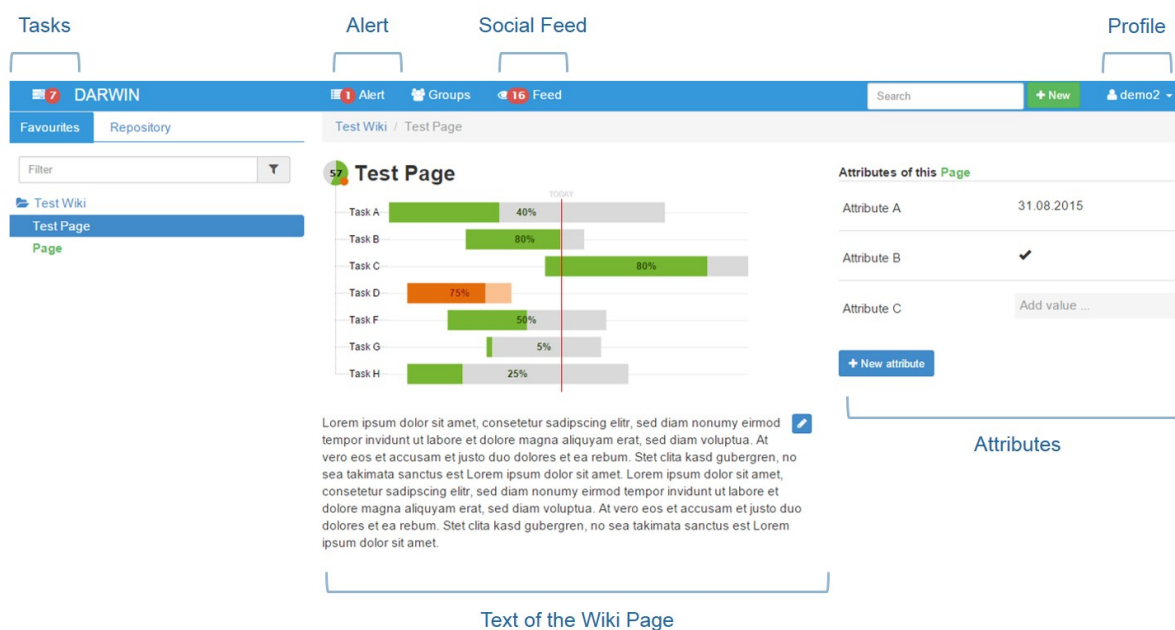 Tasks
Alert
Social Feed
Profile
7 DARWIN
1 Alert
Groups
16 Feed
Search
New
demo2
Favourites
Repository
Test Wiki / Test Page
Filter
Test Wiki
Test Page
Page
57 Test Page
TODAY
Task A 40%
Task B 80%
Task C 80%
Task D 75%
Task F 50%
Task G 5%
Task H 25%
Attributes of this Page
Attribute A 31.08.2015
Attribute B
Attribute C Add value ...
+ New attribute
Attributes
Lorem ipsum dolor sit amet, consetetur sadipscing elitr, sed diam nonumy eirmod
tempor invidunt ut labore et dolore magna aliquyam erat, sed diam voluptua. At
vero eos et accusam et justo duo dolores et ea rebum. Stet clita kasd gubergren, no
sea takimata sanctus est Lorem ipsum dolor sit amet. Lorem ipsum dolor sit amet,
consetetur sadipscing elitr, sed diam nonumy eirmod tempor invidunt ut labore et
dolore magna aliquyam erat, sed diam voluptua. At vero eos et accusam et justo duo
dolores et ea rebum. Stet clita kasd gubergren, no sea takimata sanctus est Lorem
ipsum dolor sit amet.
Text of the Wiki Page